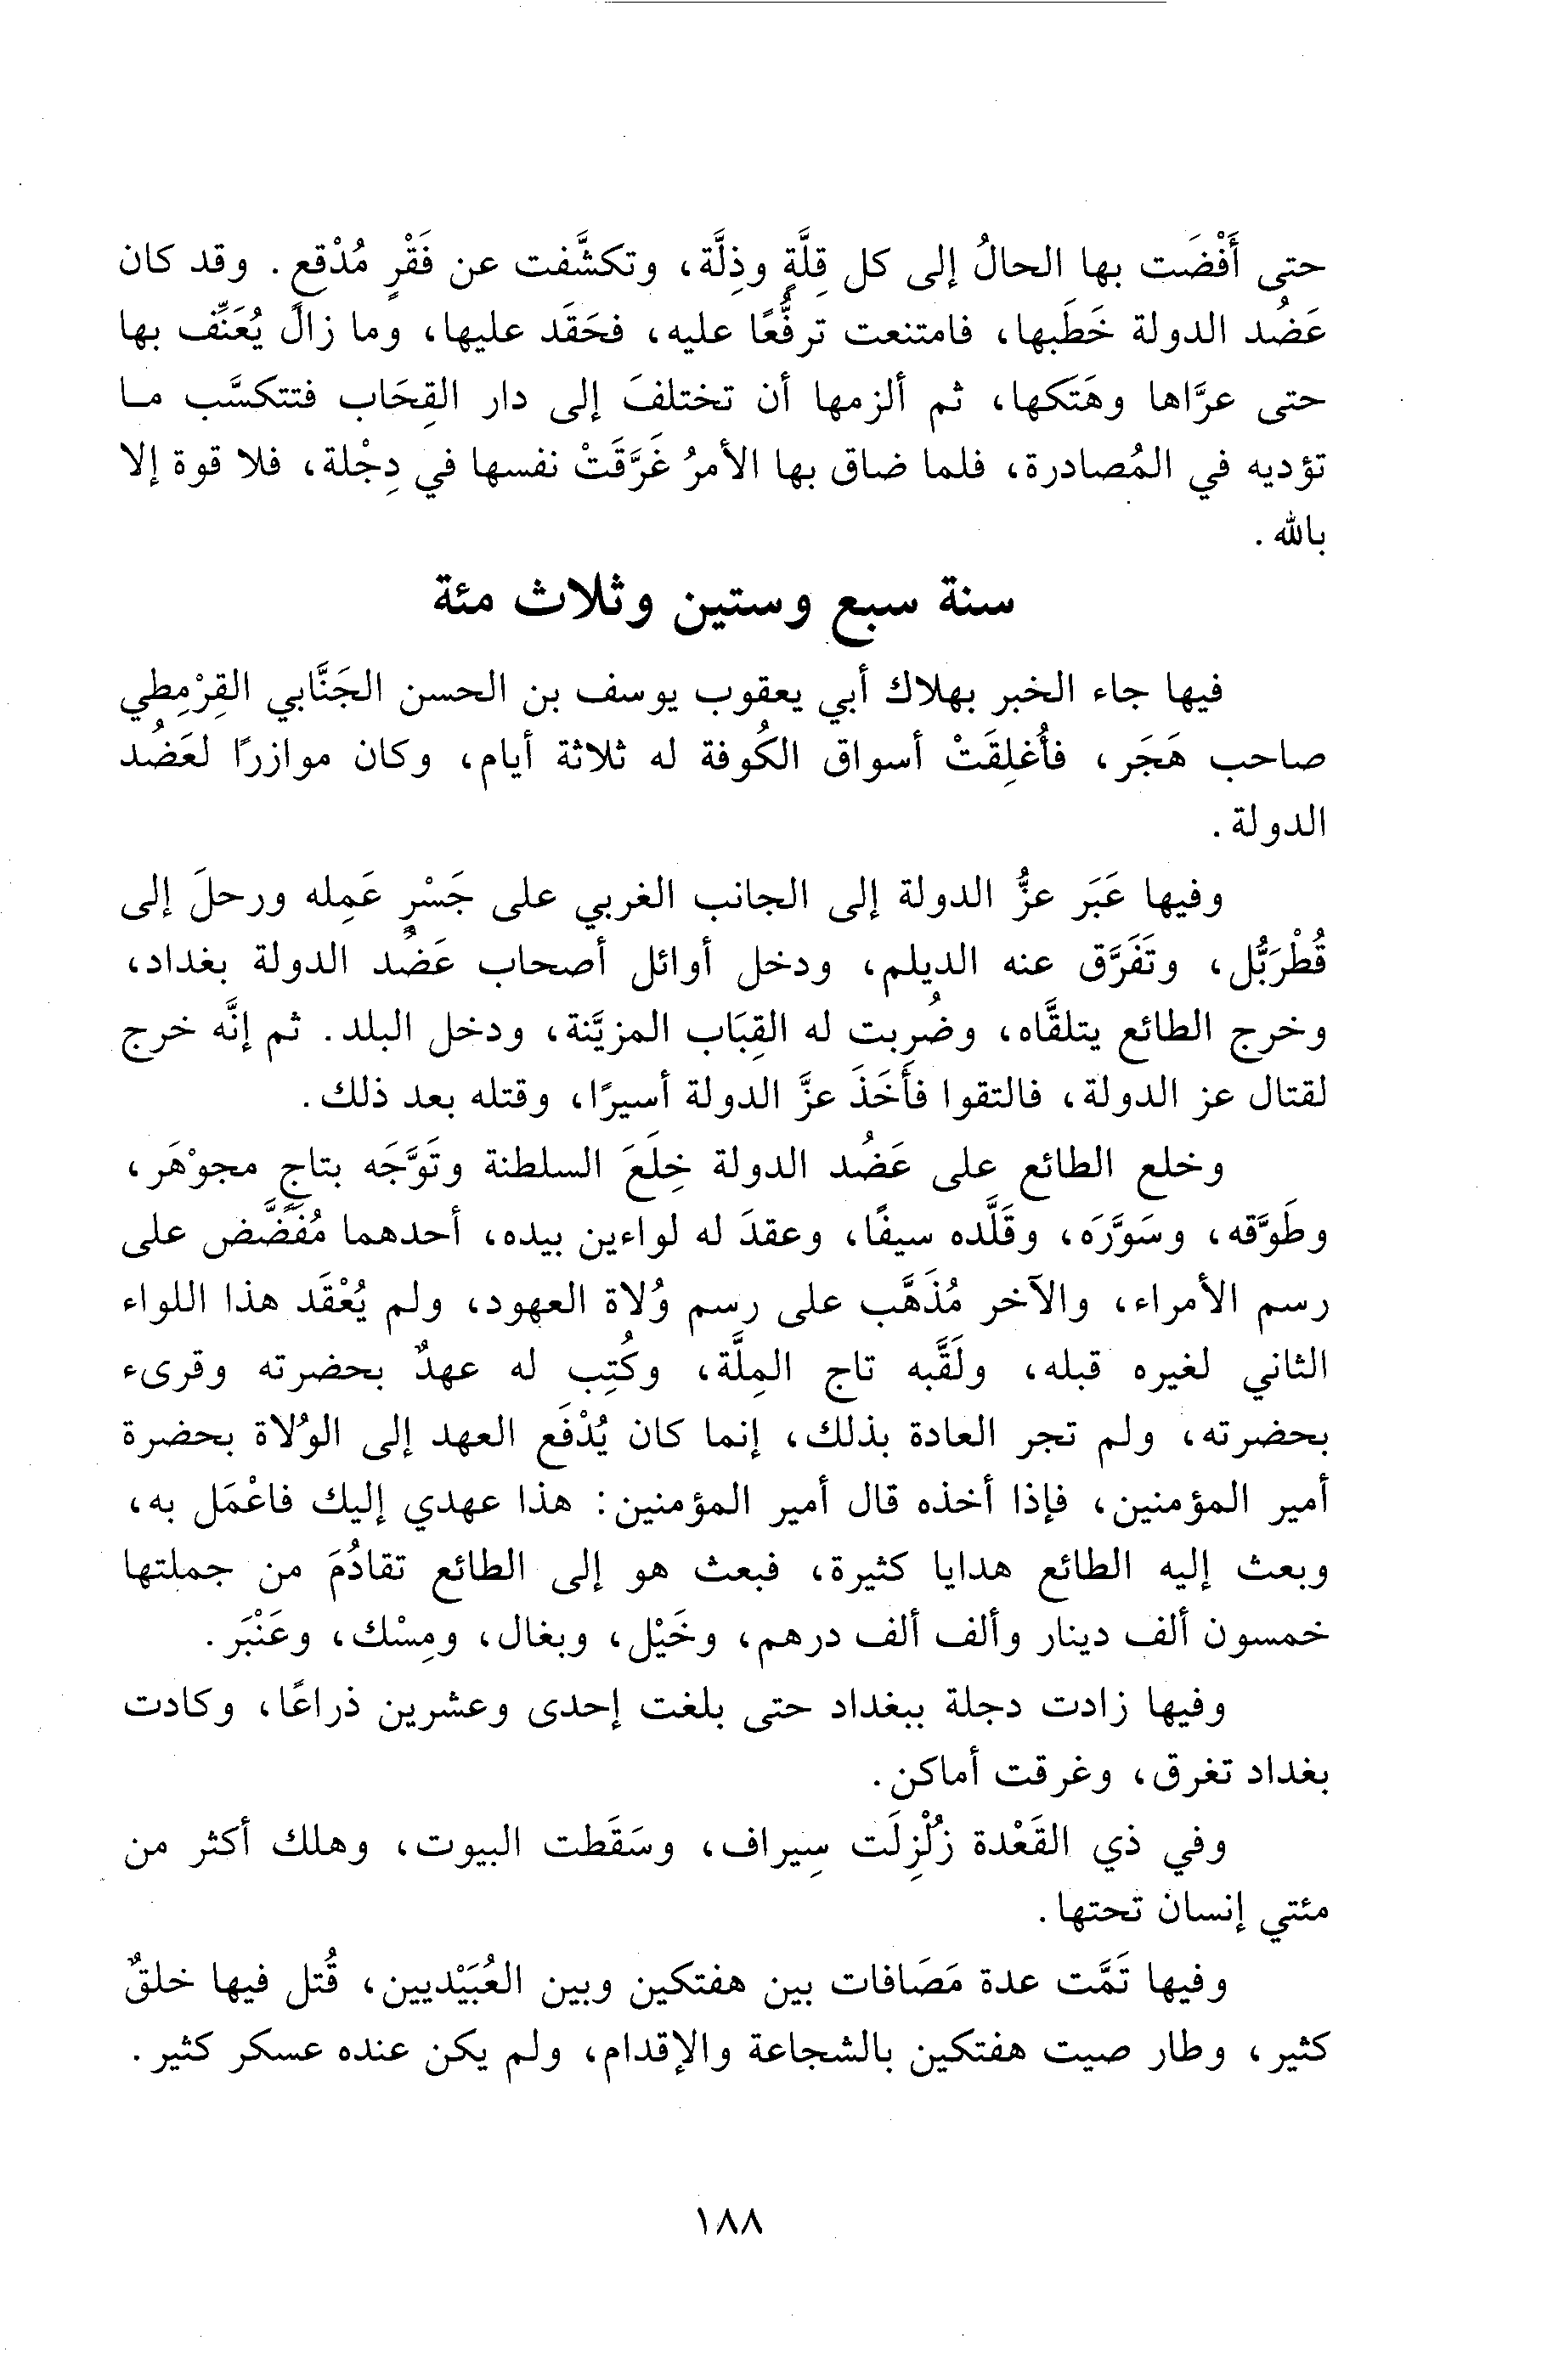 حتى أَفْضَت بها الحالُ إلى كل قِلَّةٍ وذِلَّة، وتكشَّفت عن فَقْرٍ مُدْقع. وقد كان
عَضُد الدولة خَطَبها، فامتنعت ترفُّعًا عليه، فحَقَد عليها، وما زال يُعَنِّف بها
حتى عرَّاها وهَتَكها، ثم ألزمها أن تختلفَ إلى دار القِحَاب فتتكسَّب ما
تؤديه في المُصادرة، فلما ضاق بها الأمرُ غَرَّقَتْ نفسها في دِجْلة، فلا قوة إلا
بالله.
سنة سبع وستين وثلاث مئة
فيها جاء الخبر بهلاك أبي يعقوب يوسف بن الحسن الجَنَّابي القِرْمِطي
صاحب هَجَر، فأُغلِقَتْ أسواق الكُوفة له ثلاثة أيام، وكان موازرًا لعَضُد
الدولة.
وفيها عَبَر عزُّ الدولة إلى الجانب الغربي على جَسْرٍ عَمِله ورحلَ إلى
قُطْرَبُّل، وتَفَرَّق عنه الديلم، ودخل أوائل أصحاب عَضُد الدولة بغداد،
وخرج الطائع يتلقَّاه، وضُرِبت له القِبَاب المزيَّنة، ودخل البلد. ثم إنَّه خرج
لقتال عز الدولة، فالتقوا فأَخَذَ عزَّ الدولة أسيرًا، وقتله بعد ذلك.
وخلع الطائع على عَضُد الدولة خِلَعَ السلطنة وتَوَّجَه بتاجٍ مجوْهَر،
وطَوَّقه، وسَوَّرَه، وقَلَّده سيفًا، وعقدَ له لواءين بيده، أحدهما مُفَضَّض على
رسم الأمراء، والآخر مُذَهَّب على رسم وُلاة العهود، ولم يُعْقَد هذا اللواء
الثاني لغيره قبله، ولَقَّبه تاج المِلَّة، وكُتِب له عهدٌ بحضرته وقرىء
بحضرته، ولم تجر العادة بذلك، إنما كان يُدْفَع العهد إلى الوُلاة بحضرة
أمير المؤمنين، فإذا أخذه قال أمير المؤمنين: هذا عهدي إليك فاعْمَل به،
وبعث إليه الطائع هدايا كثيرة، فبعث هو إلى الطائع تقادُمَ من جملتها
خمسون ألف دينار وألف ألف درهم، وخَيْل، وبغال، ومِسْك، وعَنْبَر.
وفيها زادت دجلة ببغداد حتى بلغت إحدى وعشرين ذراعًا، وكادت
بغداد تغرق، وغرقت أماكن.
وفي ذي القَعْدة زُلْزِلَت سِيراف، وسَقَطت البيوت، وهلك أكثر من
مئتي إنسان تحتها.
وفيها تَمَّت عدة مَصَافات بين هفتكين وبين العُبَيْديين، قُتل فيها خلقٌ
كثير، وطار صيت هفتكين بالشجاعة والإقدام، ولم يكن عنده عسكر كثير.
١٨٨